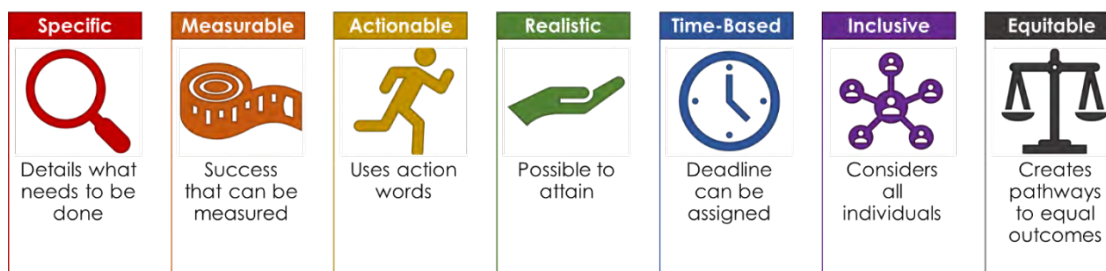 Specific
Details what
needs to be
done
Measurable
Success
that can be
measured
Actionable
Uses action
words
Realistic
Possible to
attain
Time-Based
Deadline
can be
assigned
Inclusive
Considers
all
individuals
Equitable
Creates
pathways
to equal
outcomes